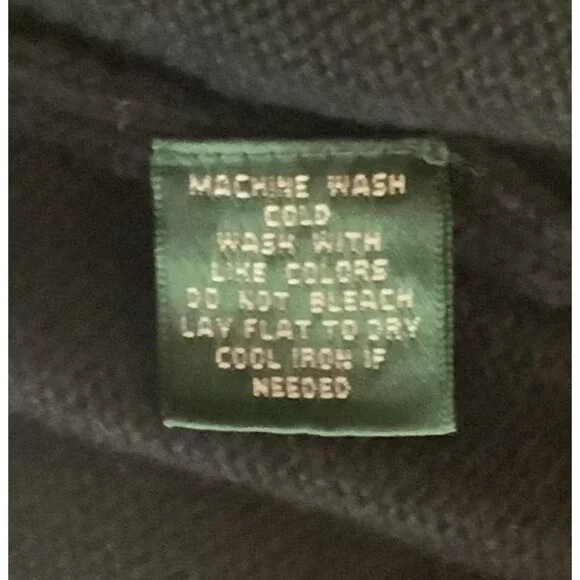 MACHINE WASH
COLD
WASH WITH
LIKE COLORS
DO NOT BLEACH
LAY FLAT TO DRY
COOL IRON IF
NEEDED